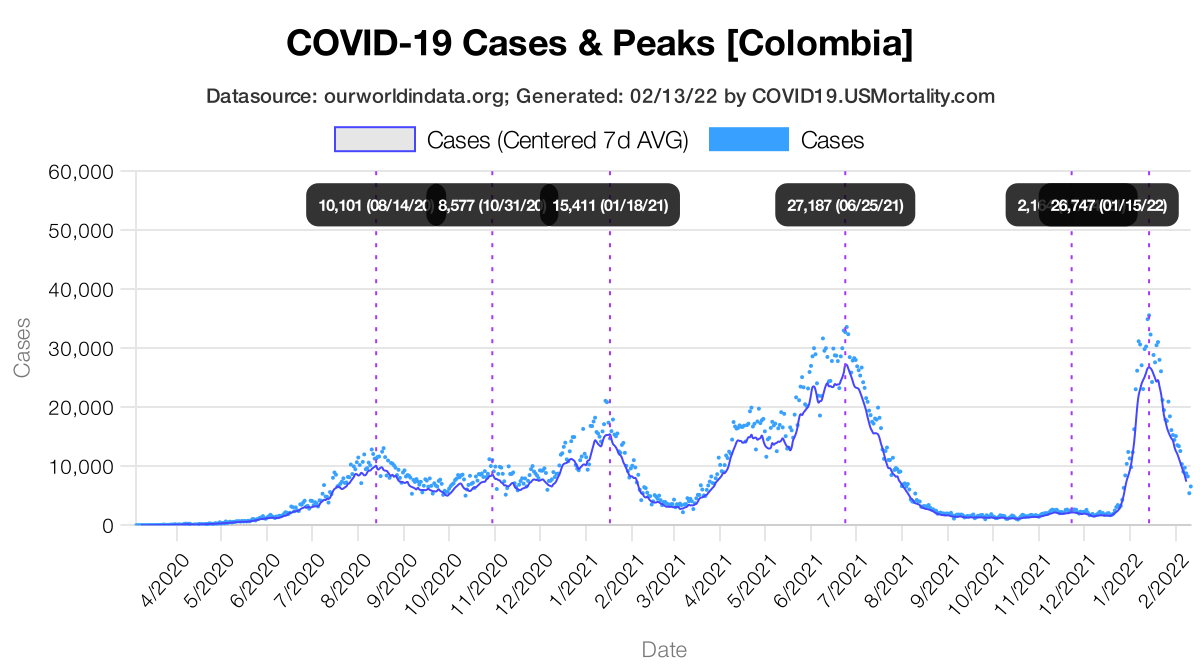 COVID-19 Cases & Peaks [Colombia]
Datasource: ourworldindata.org; Generated: 02/13/22 by COVID19.USMortality.com
Cases (Centered 7d AVG) Cases
60,000
10,101 (08/14/20) 8,577 (10/31/20) 15,411 (01/18/21) 27,187 (06/25/21) 26,747 (01/15/22)
50,000
40,000
30,000
20,000
10,000
0
Cases
4/2020 5/2020 6/2020 7/2020 8/2020 9/2020 10/2020 11/2020 12/2020 1/2021 2/2021 3/2021 4/2021 5/2021 6/2021 7/2021 8/2021 9/2021 10/2021 11/2021 12/2021 1/2022 2/2022
Date